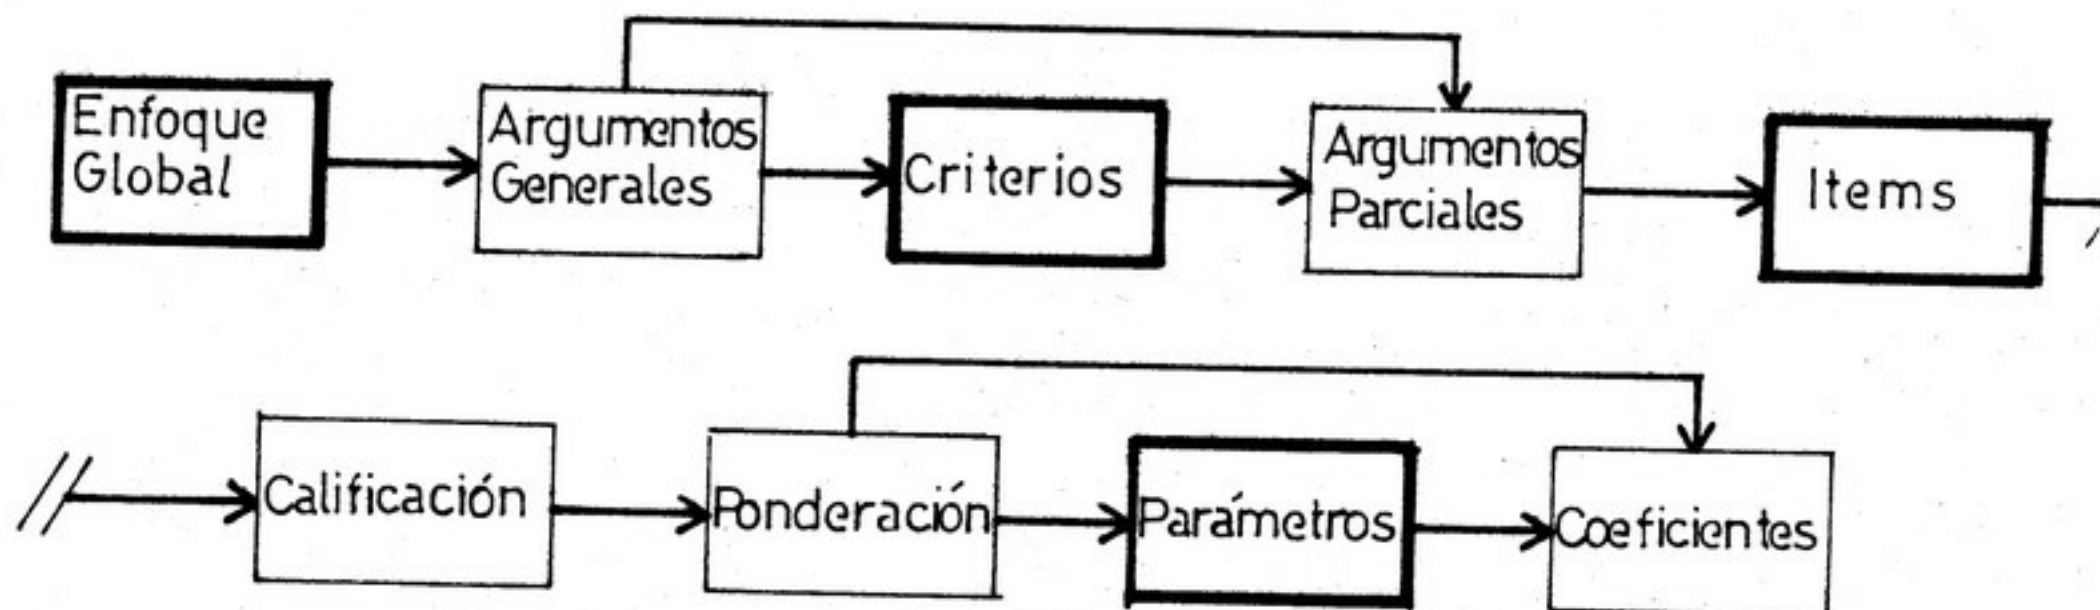 Enfoque
Global
Argumentos
Generales
Criterios
Argumentos
Parciales
Items
Calificación
Ponderación
Parámetros
Coeficientes